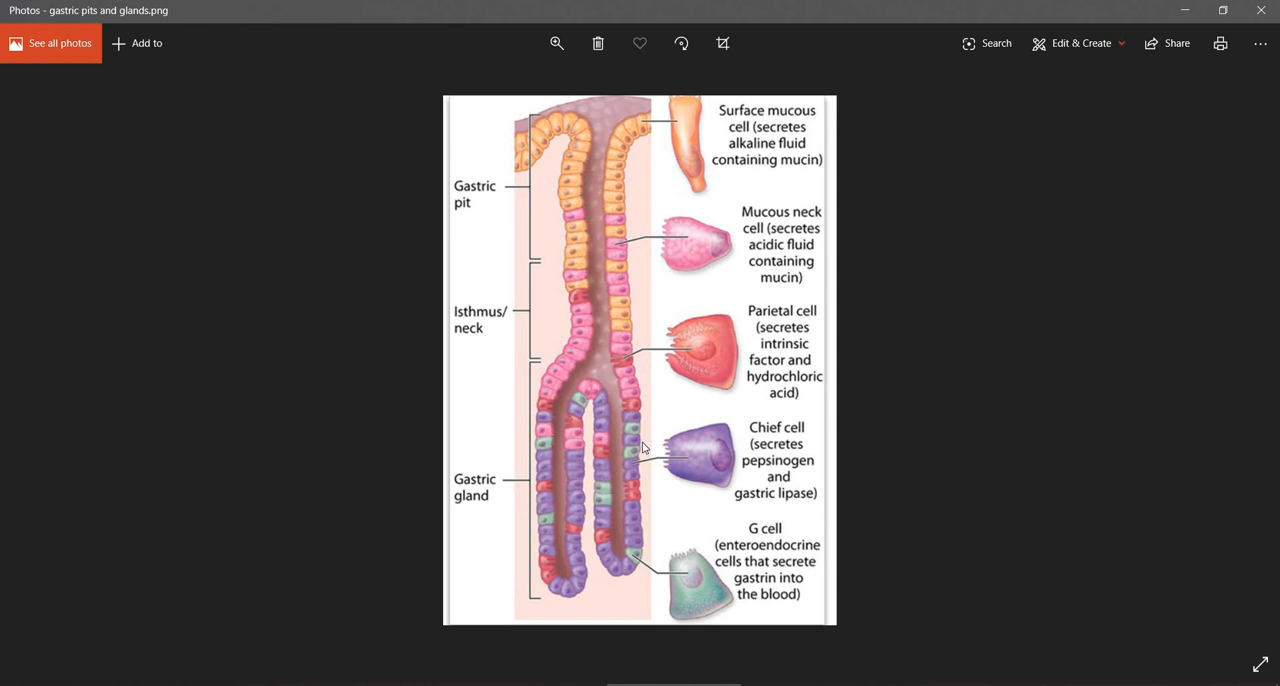 Photos - gastric pits and glands.png
See all photos
Add to
Search
Edit & Create
Share
Gastric
pit
Isthmus/
neck
Gastric
gland
Surface mucous
cell (secretes
alkaline fluid
containing mucin)
Mucous neck
cell (secretes
acidic fluid
containing
mucin)
Parietal cell
(secretes
intrinsic
factor and
hydrochloric
acid)
Chief cell
(secretes
pepsinogen
and
gastric lipase)
G cell
(enteroendocrine
cells that secrete
gastrin into
the blood)